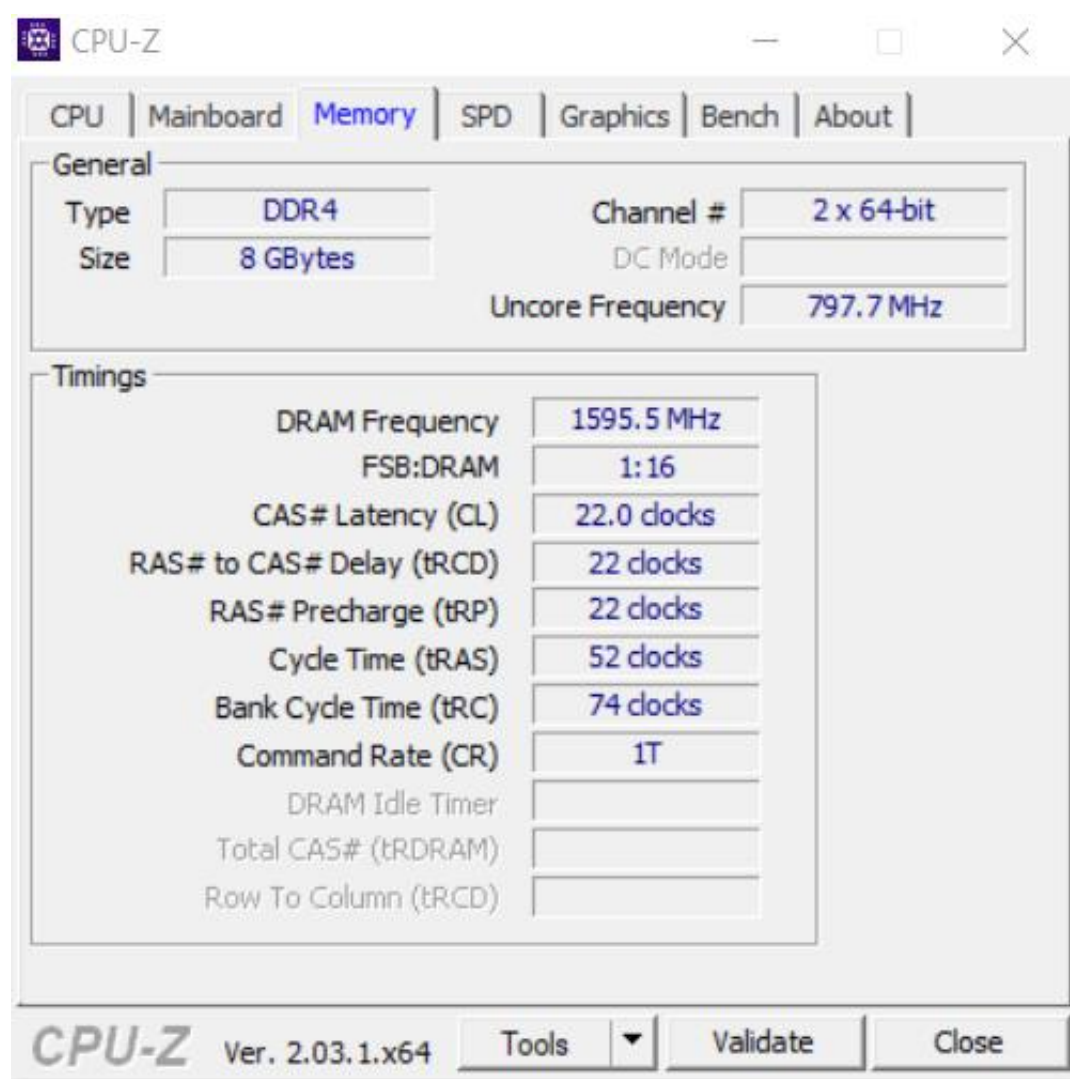 CPU-Z
CPU Mainboard Memory SPD Graphics Bench About
General
Type DDR4 Channel # 2 x 64-bit
Size 8 GBytes DC Mode
Uncore Frequency 797.7 MHz
Timings
DRAM Frequency 1595.5 MHz
FSB:DRAM 1:16
CAS# Latency (CL) 22.0 clocks
RAS# to CAS# Delay (tRCD) 22 clocks
RAS# Precharge (tRP) 22 clocks
Cycle Time (tRAS) 52 clocks
Bank Cycle Time (tRC) 74 clocks
Command Rate (CR) 1T
DRAM Idle Timer
Total CAS# (tRDRAM)
Row To Column (tRCD)
CPU-Z Ver. 2.03.1.x64 Tools Validate Close